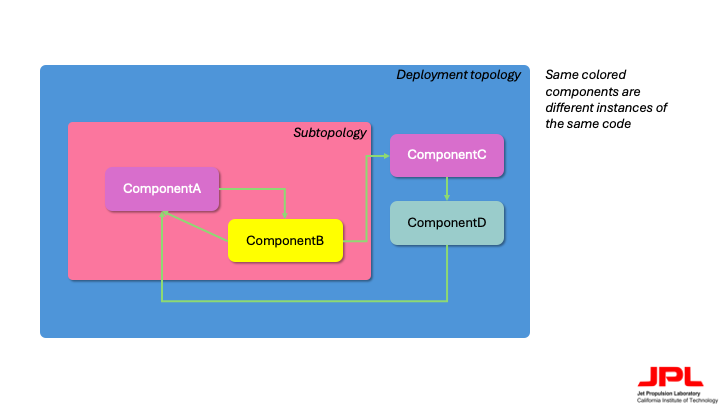 Deployment topology
Same colored
components are
different instances of
the same code
Subtopology
ComponentC
ComponentA
ComponentD
ComponentB
JPL
Jet Propulsion Laboratory
California Institute of Technology